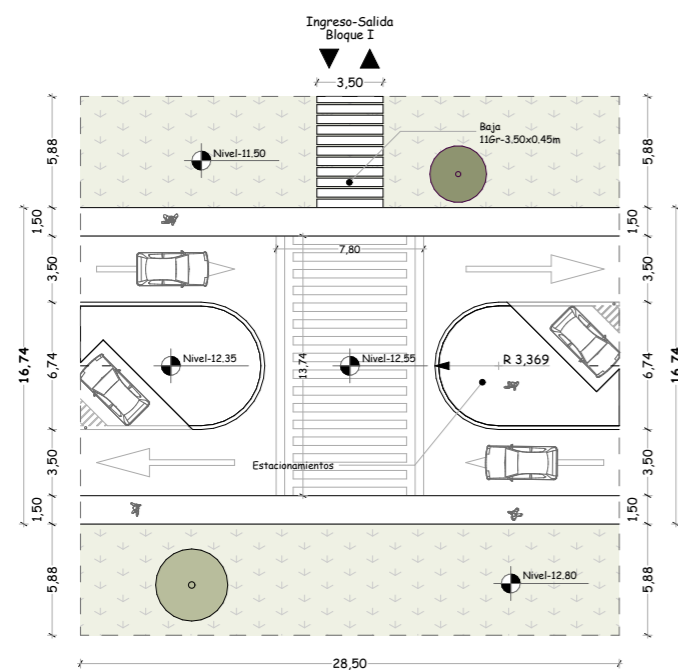 Ingreso-Salida
Bloque I
3,50
Baja
11Gr-3,50x0,45m
5,88
5,88
Nivel-11,50
1,50
1,50
7,80
3,50
3,50
16,74
6,74
Nivel-12,35
13,74
Nivel-12,55
R 3,369
6,74
16,74
3,50
Estacionamientos
3,50
1,50
1,50
5,88
Nivel-12,80
5,88
28,50